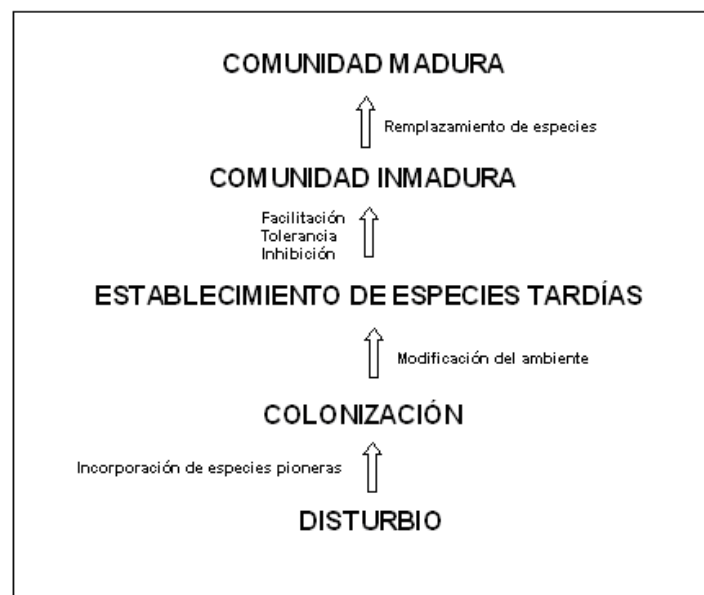 COMUNIDAD MADURA
Remplazamiento de especies
COMUNIDAD INMADURA
Facilitación
Tolerancia
Inhibición
ESTABLECIMIENTO DE ESPECIES TARDÍAS
Modificación del ambiente
COLONIZACIÓN
Incorporación de especies pioneras
DISTURBIO